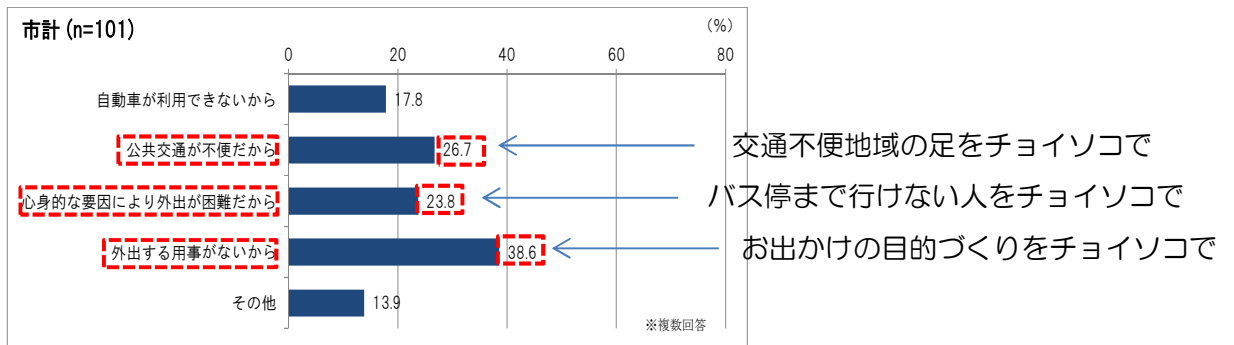 市計 (n=101)
(%)
0 20 40 60 80
自動車が利用できないから 17.8
公共交通が不便だから 26.7 交通不便地域の足をチョイソコで
心身的な要因により外出が困難だから 23.8 バス停まで行けない人をチョイソコで
外出する用事がないから 38.6 お出かけの目的づくりをチョイソコで
その他 13.9
※複数回答